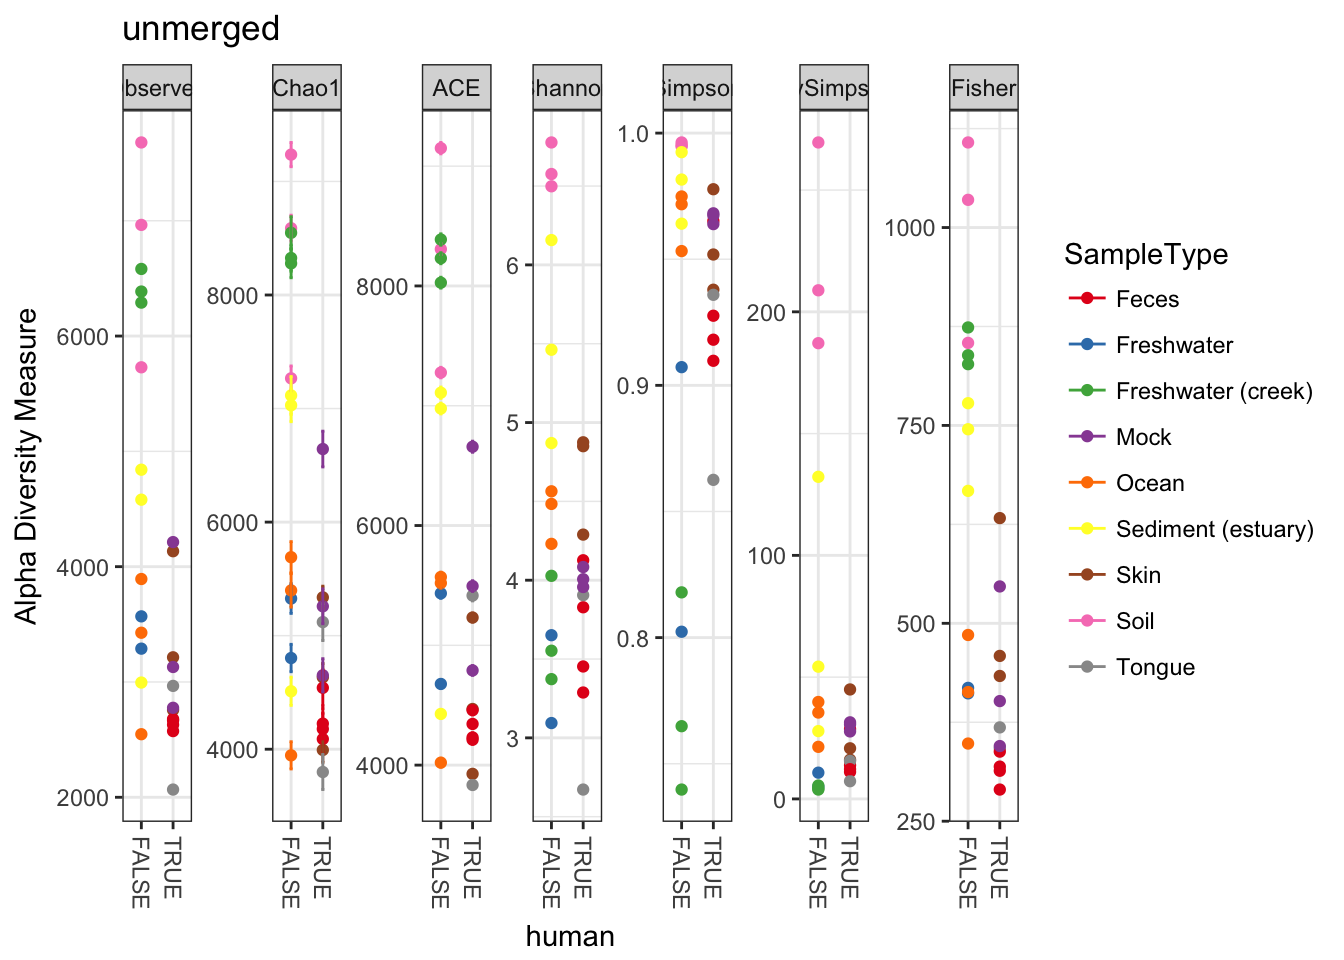 unmerged
bserve
Chao1
ACE
hanno
impso
Simps
Fisher
Alpha Diversity Measure
6000
4000
2000
8000
6000
4000
8000
6000
4000
6
5
4
3
1.0
0.9
0.8
200
100
0
1000
750
500
250
FALSE
TRUE
FALSE
TRUE
FALSE
TRUE
FALSE
TRUE
FALSE
TRUE
FALSE
TRUE
FALSE
TRUE
human
SampleType
Feces
Freshwater
Freshwater (creek)
Mock
Ocean
Sediment (estuary)
Skin
Soil
Tongue